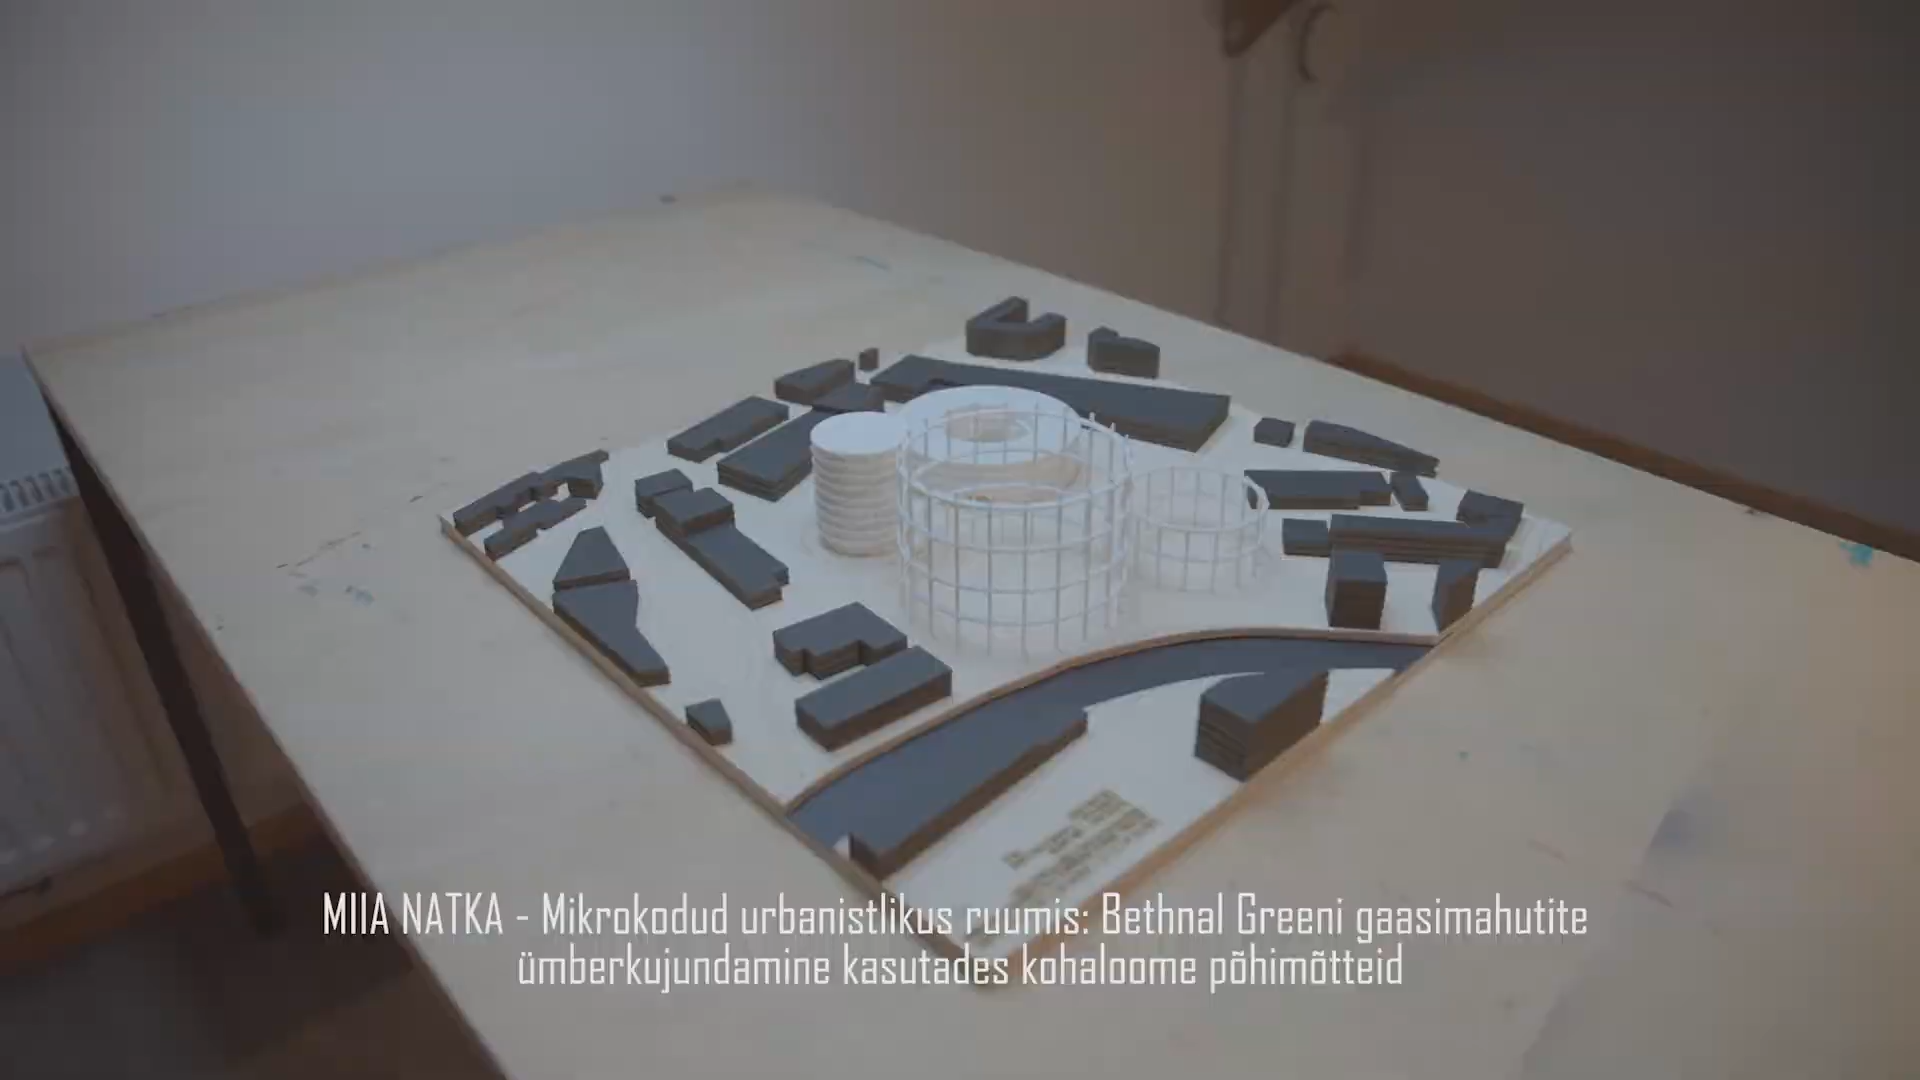 MIIA NATKA - Mikrokodud urbanistlikus ruumis: Bethnal Greeni gaasimahutite
ümberkujundamine kasutades kohaloome põhimõtteid